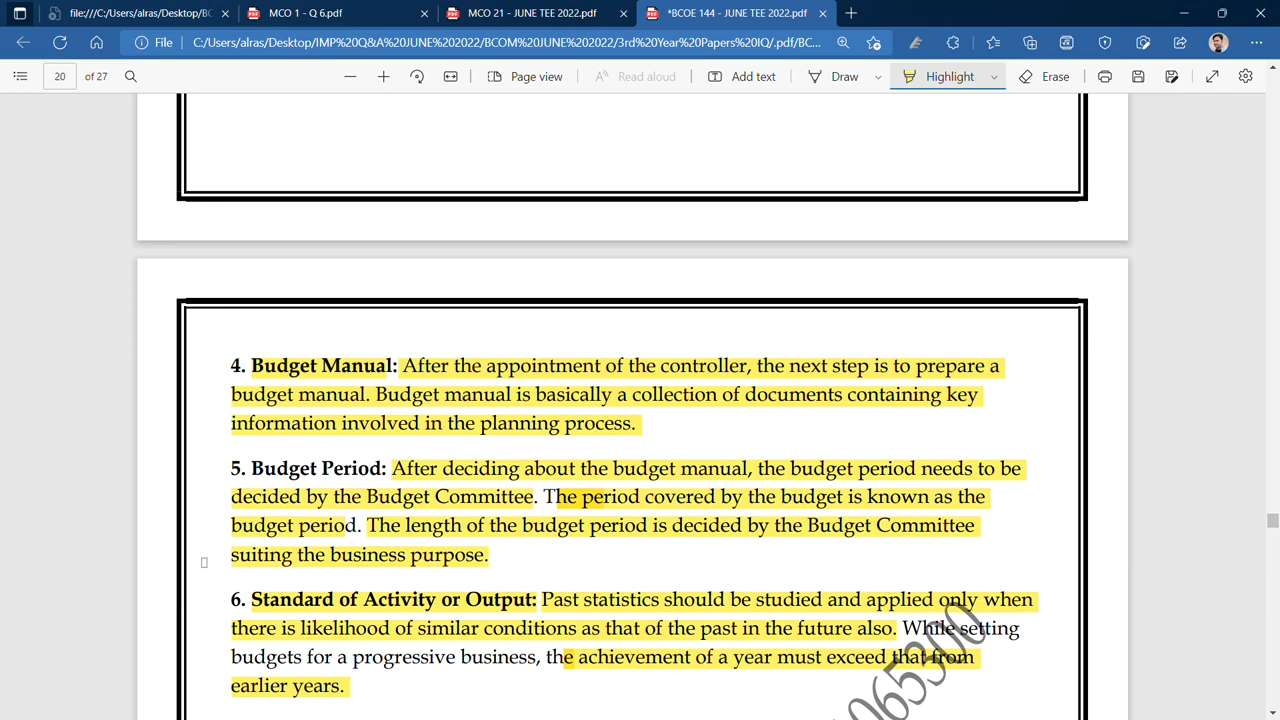 file:///C:/Users/alras/Desktop/BC
MCO 1 - Q 6.pdf
MCO 21 - JUNE TEE 2022.pdf
*BCOE 144 - JUNE TEE 2022.pdf
File
C:/Users/alras/Desktop/IMP%20Q&A%20JUNE%202022/BCOM%20JUNE%202022/3rd%20Year%20Papers%20IQ/.pdf/BC...
20 of 27
Page view
Read aloud
Add text
Draw
Highlight
Erase
4. Budget Manual: After the appointment of the controller, the next step is to prepare a
budget manual. Budget manual is basically a collection of documents containing key
information involved in the planning process.
5. Budget Period: After deciding about the budget manual, the budget period needs to be
decided by the Budget Committee. The period covered by the budget is known as the
budget period. The length of the budget period is decided by the Budget Committee
suiting the business purpose.
6. Standard of Activity or Output: Past statistics should be studied and applied only when
there is likelihood of similar conditions as that of the past in the future also. While setting
budgets for a progressive business, the achievement of a year must exceed that from
earlier years.
065300